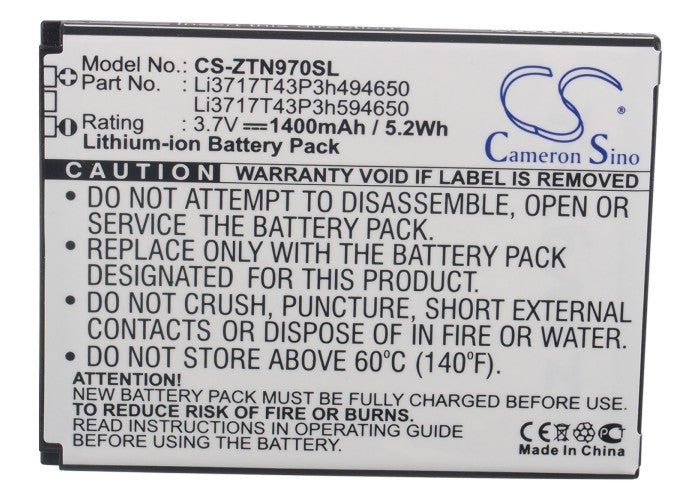 Model No.: CS-ZTN970SL
Part No.: Li3717T43P3h494650
Li3717T43P3h594650
Rating : 3.7V 1400mAh / 5.2Wh
Lithium-ion Battery Pack
CS
Cameron Sino
CAUTION WARRANTY VOID IF LABEL IS REMOVED.
• DO NOT ATTEMPT TO DISASSEMBLE, OPEN OR
SERVICE THE BATTERY PACK.
• REPLACE ONLY WITH THE BATTERY PACK
DESIGNATED FOR THIS PRODUCT.
• DO NOT CRUSH, PUNCTURE, SHORT EXTERNAL
CONTACTS OR DISPOSE OF IN FIRE OR WATER.
• DO NOT STORE ABOVE 60°C (140°F).
ATTENTION!
NEW BATTERY PACK MUST BE FULLY CHARGED BEFORE USE
TO REDUCE RISK OF FIRE OR BURNS.
READ INSTRUCTIONS CAREFULLY BEFORE
USING THE BATTERY.
CE
Made In China